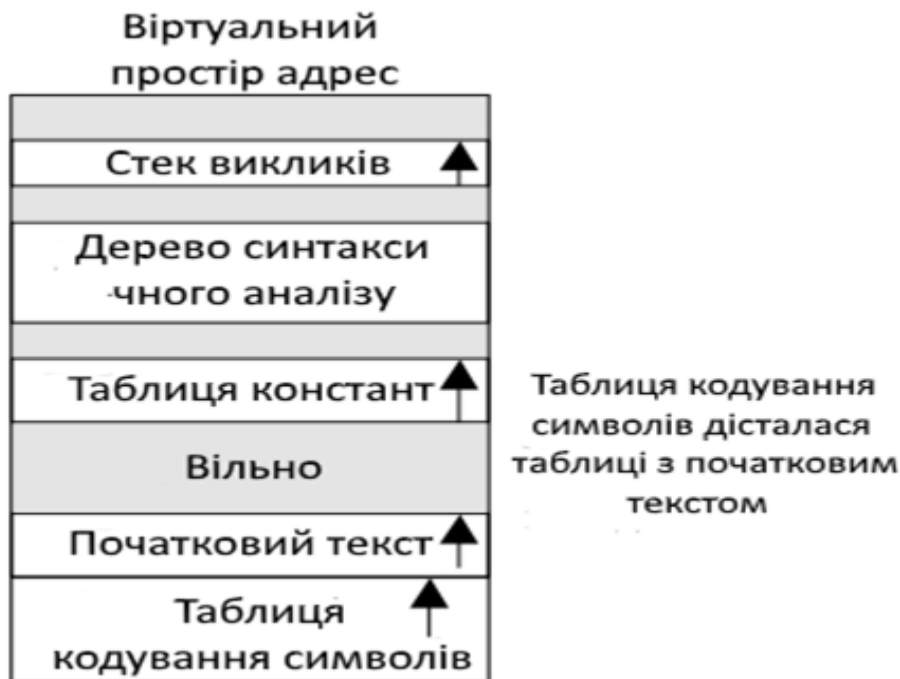 Віртуальний
простір адрес
Стек викликів
Дерево синтакси
чного аналізу
Таблиця констант
Вільно
Початковий текст
Таблиця
кодування символів
Таблиця кодування
символів дісталася
таблиці з початковим
текстом